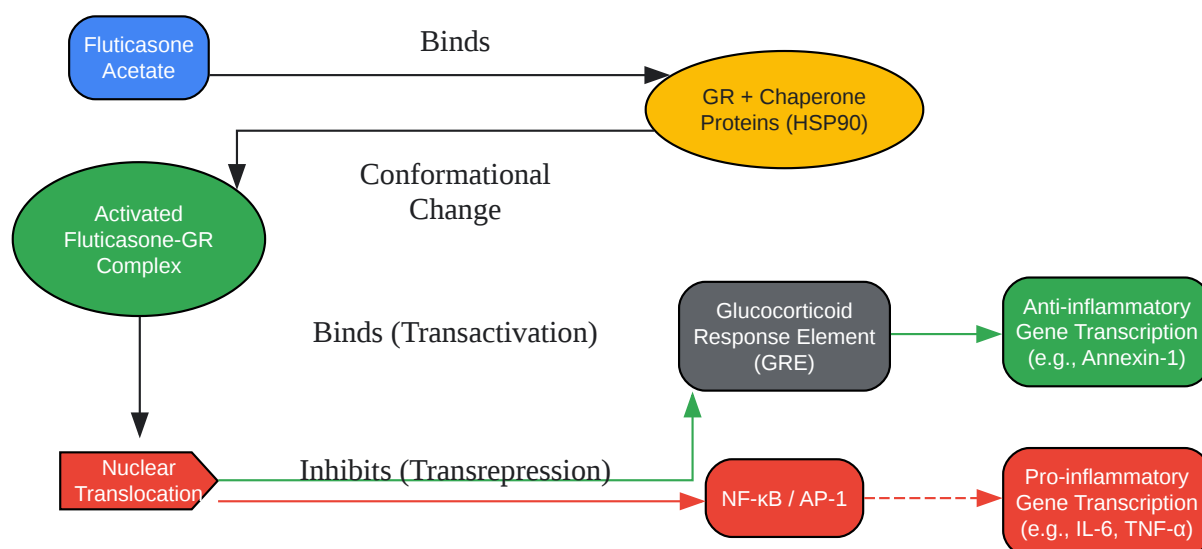 Fluticasone
Acetate
Binds
GR + Chaperone
Proteins (HSP90)
Conformational
Change
Activated
Fluticasone-GR
Complex
Binds (Transactivation)
Glucocorticoid
Response Element
(GRE)
Anti-inflammatory
Gene Transcription
(e.g., Annexin-1)
Nuclear
Translocation
Inhibits (Transrepression)
NF-κB / AP-1
Pro-inflammatory
Gene Transcription
(e.g., IL-6, TNF-α)